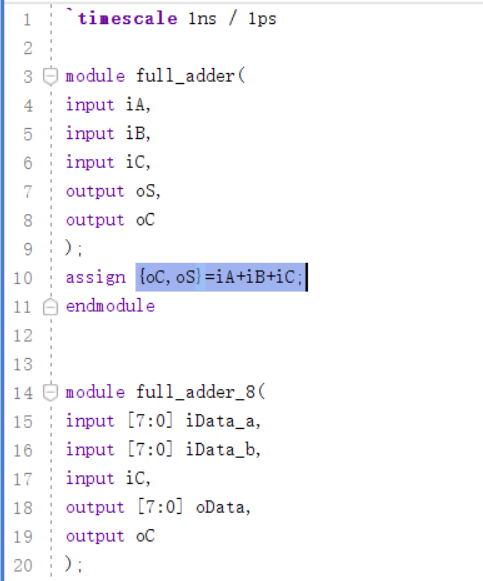 1 `timescale 1ns / 1ps
2
3 module full_adder(
4 input iA,
5 input iB,
6 input iC,
7 output oS,
8 output oC
9 );
10 assign {oC,oS}=iA+iB+iC;
11 endmodule
12
13
14 module full_adder_8(
15 input [7:0] iData_a,
16 input [7:0] iData_b,
17 input iC,
18 output [7:0] oData,
19 output oC
20 );